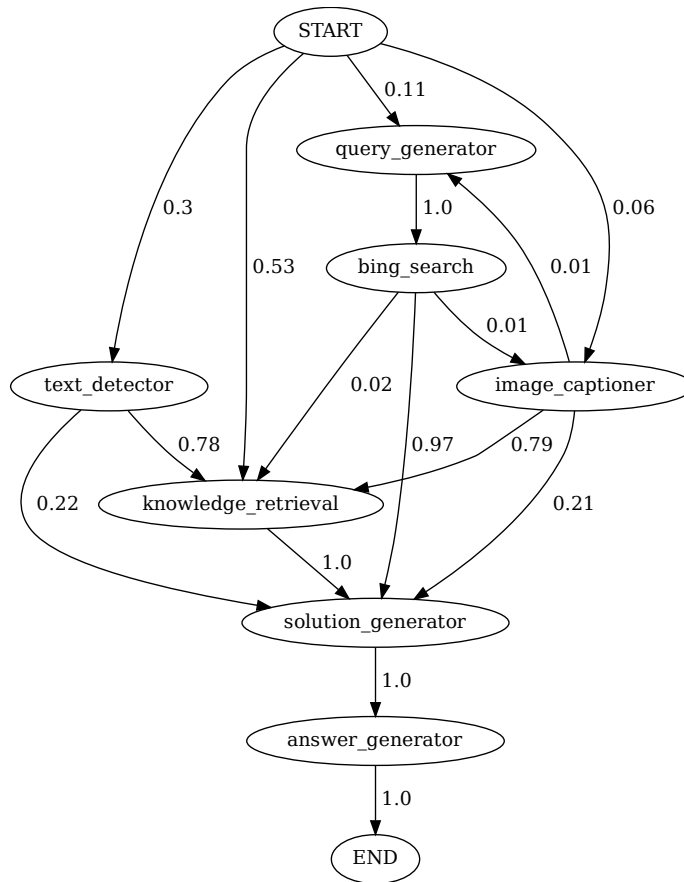 START
0.11
query_generator
0.3
0.06
1.0
0.53
bing_search
0.01
0.01
text_detector
image_captioner
0.02
0.78
0.97
0.79
0.22
knowledge_retrieval
0.21
1.0
solution_generator
1.0
answer_generator
1.0
END